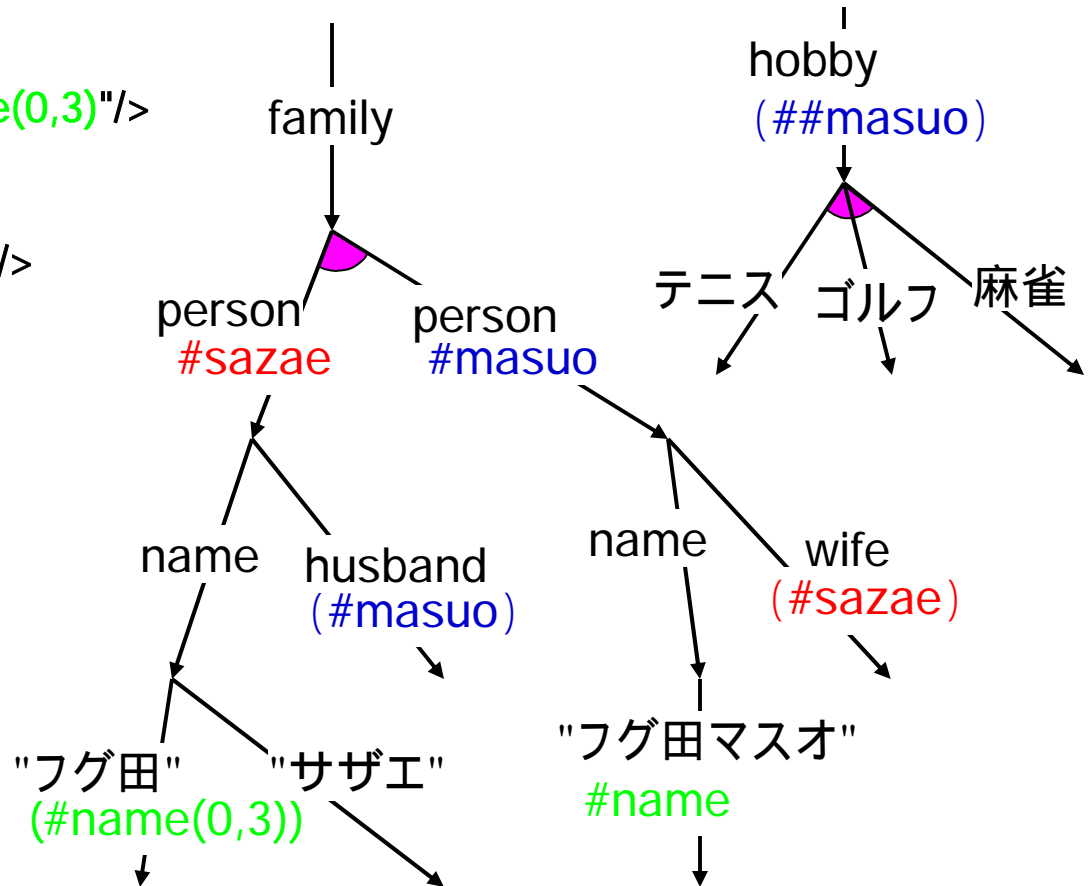 e(0,3)"/>
/>
family
person
#sazae
person
#masuo
name
husband
(#masuo)
name
wife
(#sazae)
"フグ田"
(#name(0,3))
"サザエ"
"フグ田マスオ"
#name
hobby
(##masuo)
テニス
ゴルフ
麻雀